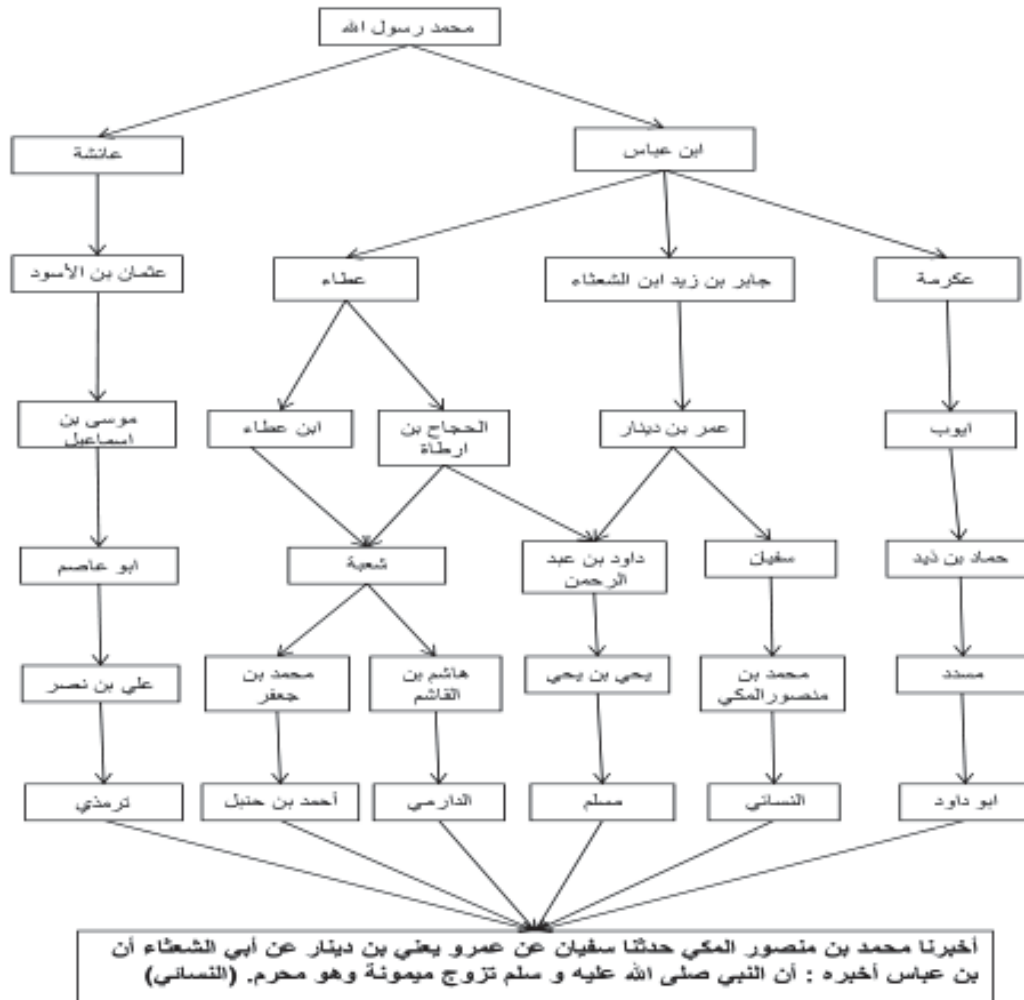 محمد رسول الله
عائشة
ابن عباس
عثمان بن الأسود
عطاء
جابر بن زيد ابن الشعثاء
عكرمة
موسى بن
اسماعيل
ابن عطاء
الحجاح بن
ارطاة
عمر بن دينار
ايوب
ابو عاصم
شعبة
داود بن عبد
الرحمن
سفيان
حماد بن ذيد
علي بن نصر
محمد بن
جعفر
هاشم بن
القاشم
يحي بن يحي
محمد بن
منصورالمكي
مسدد
ترمذي
أحمد بن حنبل
الدارمي
مسلم
النسائي
ابو داود
أخبرنا محمد بن منصور المكي حدثنا سفيان عن عمرو يعني بن دينار عن أبي الشعثاء أن
بن عباس أخبره : أن النبي صلى الله عليه و سلم تزوج ميمونة وهو محرم. (النسائي)